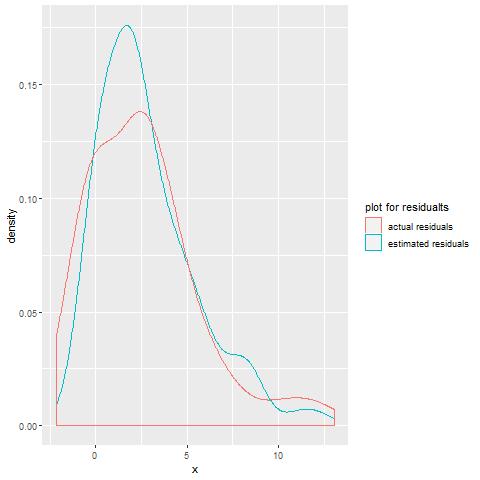 0.15
0.10
0.05
0.00
density
0
5
10
x
plot for residualts
actual residuals
estimated residuals